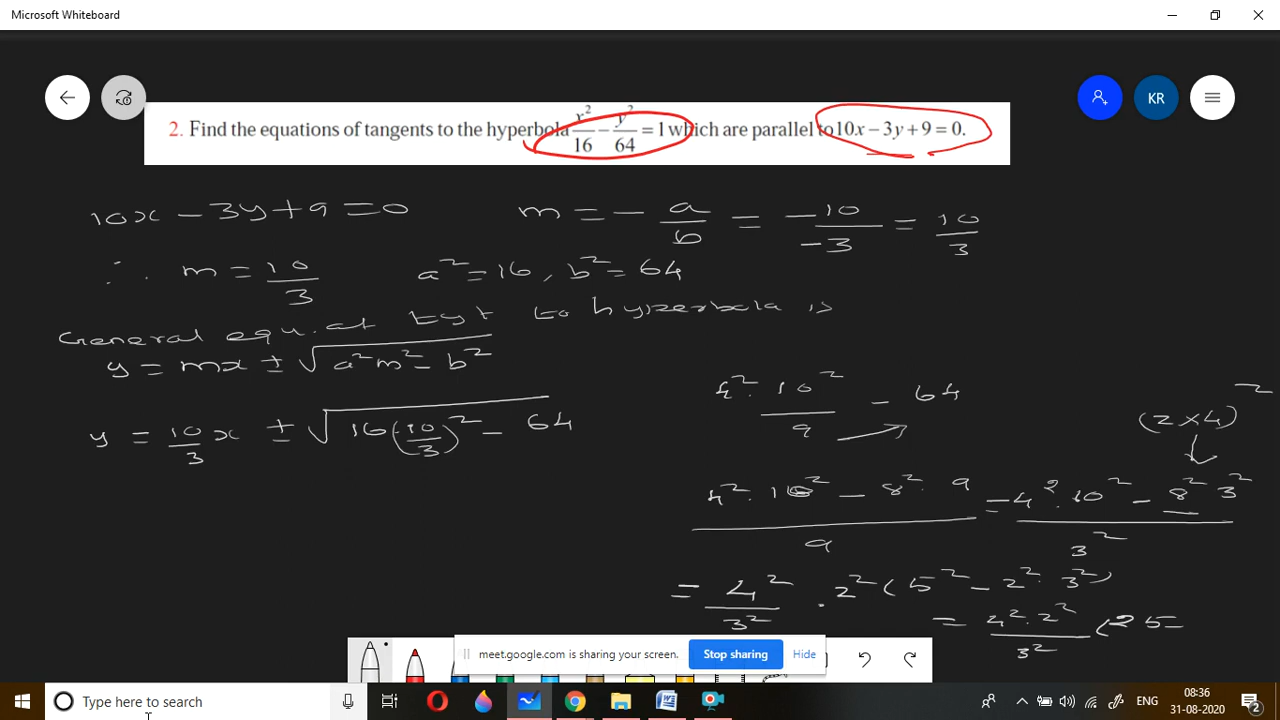 Microsoft Whiteboard
KR
2. Find the equations of tangents to the hyperbola x²/16 − y²/64 = 1 which are parallel to 10x − 3y + 9 = 0.
10x − 3y + 9 = 0    m = − a/b = −10/−3 = 10/3
∴ m = 10/3    a² = 16, b² = 64
General equ. at tgt to hyperbola is
y = mx ± √(a²m² − b²)
y = 10/3 x ± √(16(10/3)² − 64)
4² · 10²/9 − 64
(2×4)²
(4² · 10² − 8² · 9)/9 = (4² · 10² − 8² 3²)/3²
= 4²/3² · 2² (5² − 2² · 3²)
= 4² · 2²/3² (25 −
meet.google.com is sharing your screen.
Stop sharing
Hide
Type here to search
ENG
08:36
31-08-2020
2